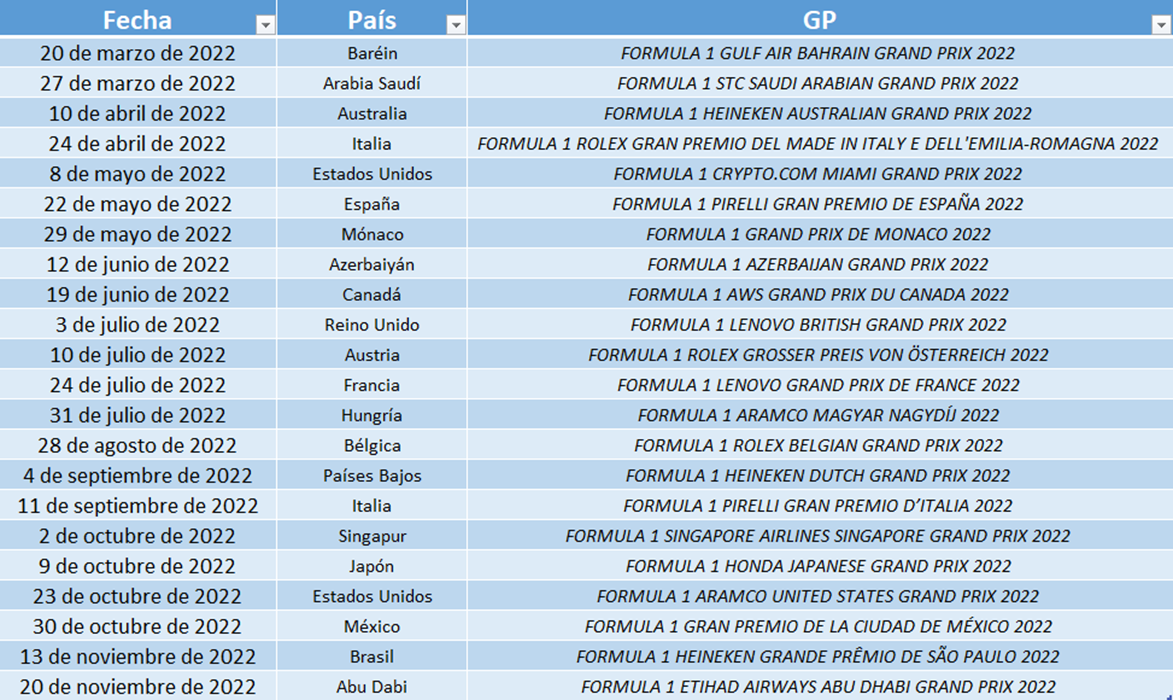 Fecha País GP
20 de marzo de 2022 Baréin FORMULA 1 GULF AIR BAHRAIN GRAND PRIX 2022
27 de marzo de 2022 Arabia Saudí FORMULA 1 STC SAUDI ARABIAN GRAND PRIX 2022
10 de abril de 2022 Australia FORMULA 1 HEINEKEN AUSTRALIAN GRAND PRIX 2022
24 de abril de 2022 Italia FORMULA 1 ROLEX GRAN PREMIO DEL MADE IN ITALY E DELL'EMILIA-ROMAGNA 2022
8 de mayo de 2022 Estados Unidos FORMULA 1 CRYPTO.COM MIAMI GRAND PRIX 2022
22 de mayo de 2022 España FORMULA 1 PIRELLI GRAN PREMIO DE ESPAÑA 2022
29 de mayo de 2022 Mónaco FORMULA 1 GRAND PRIX DE MONACO 2022
12 de junio de 2022 Azerbaiyán FORMULA 1 AZERBAIJAN GRAND PRIX 2022
19 de junio de 2022 Canadá FORMULA 1 AWS GRAND PRIX DU CANADA 2022
3 de julio de 2022 Reino Unido FORMULA 1 LENOVO BRITISH GRAND PRIX 2022
10 de julio de 2022 Austria FORMULA 1 ROLEX GROSSER PREIS VON ÖSTERREICH 2022
24 de julio de 2022 Francia FORMULA 1 LENOVO GRAND PRIX DE FRANCE 2022
31 de julio de 2022 Hungría FORMULA 1 ARAMCO MAGYAR NAGYDÍJ 2022
28 de agosto de 2022 Bélgica FORMULA 1 ROLEX BELGIAN GRAND PRIX 2022
4 de septiembre de 2022 Países Bajos FORMULA 1 HEINEKEN DUTCH GRAND PRIX 2022
11 de septiembre de 2022 Italia FORMULA 1 PIRELLI GRAN PREMIO D’ITALIA 2022
2 de octubre de 2022 Singapur FORMULA 1 SINGAPORE AIRLINES SINGAPORE GRAND PRIX 2022
9 de octubre de 2022 Japón FORMULA 1 HONDA JAPANESE GRAND PRIX 2022
23 de octubre de 2022 Estados Unidos FORMULA 1 ARAMCO UNITED STATES GRAND PRIX 2022
30 de octubre de 2022 México FORMULA 1 GRAN PREMIO DE LA CIUDAD DE MÉXICO 2022
13 de noviembre de 2022 Brasil FORMULA 1 HEINEKEN GRANDE PRÊMIO DE SÃO PAULO 2022
20 de noviembre de 2022 Abu Dabi FORMULA 1 ETIHAD AIRWAYS ABU DHABI GRAND PRIX 2022